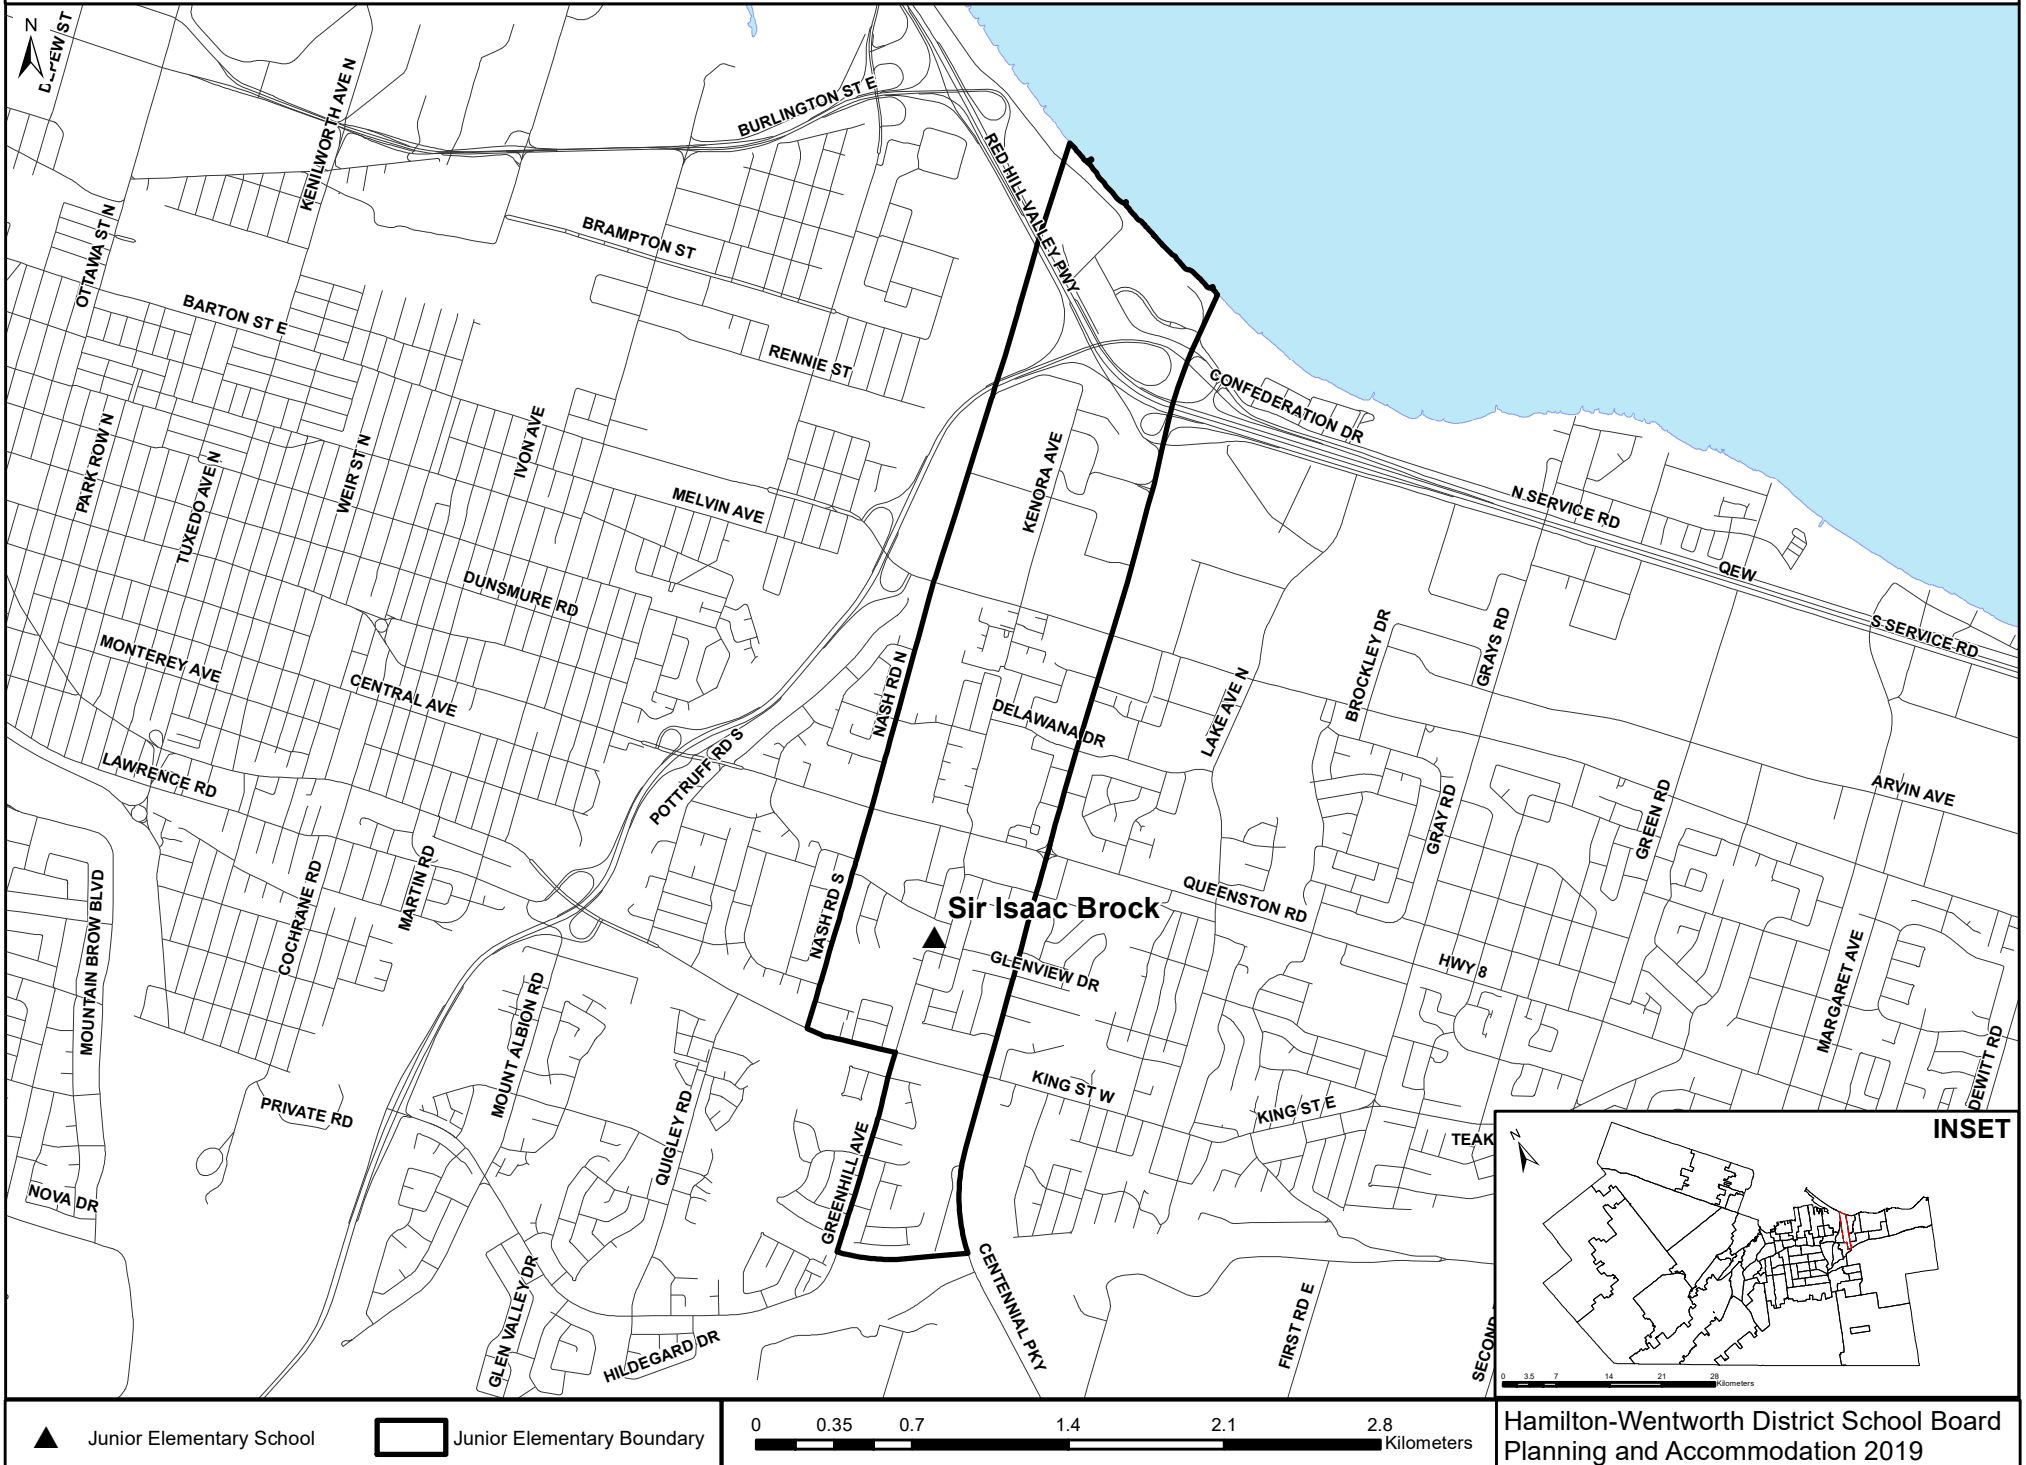 N
DEPEW ST
KENILWORTH AVE N
BURLINGTON ST E
RED HILL VALLEY PWY
OTTAWA ST N
BRAMPTON ST
BARTON ST E
RENNIE ST
CONFEDERATION DR
PARK ROW N
TUXEDO AVE N
WEIR ST N
IVON AVE
MELVIN AVE
KENORA AVE
N SERVICE RD
QEW
S SERVICE RD
DUNSMURE RD
MONTEREY AVE
CENTRAL AVE
NASH RD N
DELAWANA DR
LAKE AVE N
BROCKLEY DR
GRAYS RD
LAWRENCE RD
POTTRUFF RD S
GRAY RD
GREEN RD
ARVIN AVE
MOUNTAIN BROW BLVD
COCHRANE RD
MARTIN RD
NASH RD S
Sir Isaac Brock
QUEENSTON RD
GLENVIEW DR
HWY 8
MARGARET AVE
DEWITT RD
MOUNT ALBION RD
PRIVATE RD
QUIGLEY RD
KING ST W
KING ST E
TEAK
NOVA DR
GREENHILL AVE
GLEN VALLEY DR
HILDEGARD DR
CENTENNIAL PKY
FIRST RD E
SECOND
INSET
N
0 3.5 7 14 21 28
Kilometers
Junior Elementary School
Junior Elementary Boundary
0 0.35 0.7 1.4 2.1 2.8
Kilometers
Hamilton-Wentworth District School Board
Planning and Accommodation 2019